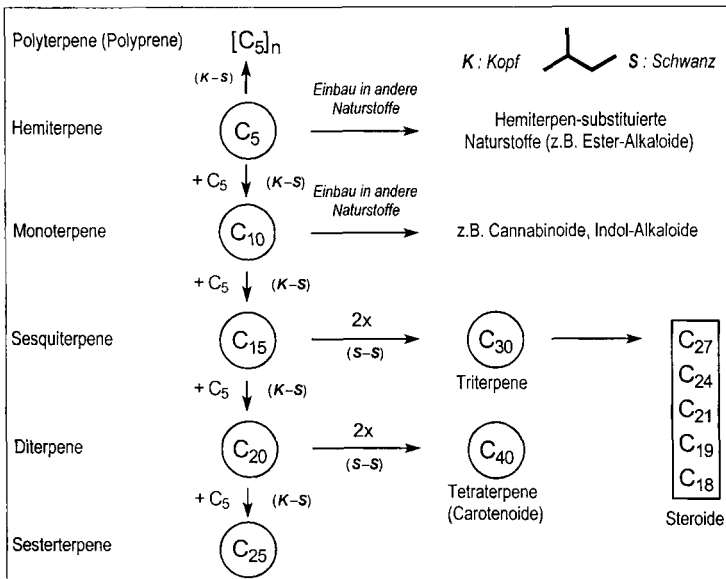 Polyterpene (Polyprene)
[C5]n
K : Kopf
S : Schwanz
(K–S)
Hemiterpene
C5
Einbau in andere
Naturstoffe
Hemiterpen-substituierte
Naturstoffe (z.B. Ester-Alkaloide)
+ C5
(K–S)
Monoterpene
C10
Einbau in andere
Naturstoffe
z.B. Cannabinoide, Indol-Alkaloide
+ C5
(K–S)
Sesquiterpene
C15
2x
(S–S)
C30
Triterpene
+ C5
(K–S)
Diterpene
C20
2x
(S–S)
C40
Tetraterpene
(Carotenoide)
+ C5
(K–S)
Sesterterpene
C25
C27
C24
C21
C19
C18
Steroide